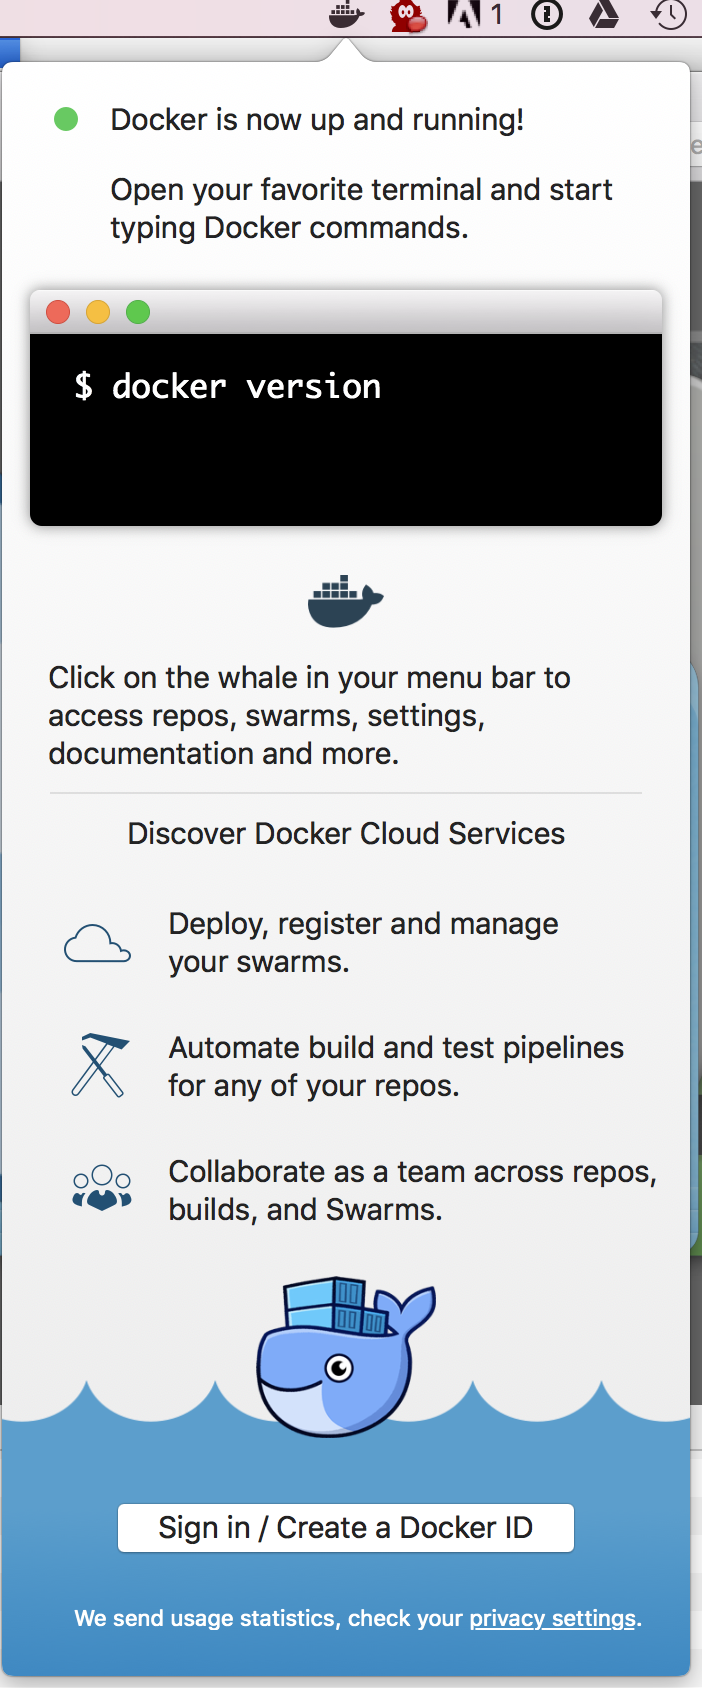 1
Docker is now up and running!
Open your favorite terminal and start
typing Docker commands.
$ docker version
Click on the whale in your menu bar to
access repos, swarms, settings,
documentation and more.
Discover Docker Cloud Services
Deploy, register and manage
your swarms.
Automate build and test pipelines
for any of your repos.
Collaborate as a team across repos,
builds, and Swarms.
Sign in / Create a Docker ID
We send usage statistics, check your privacy settings.